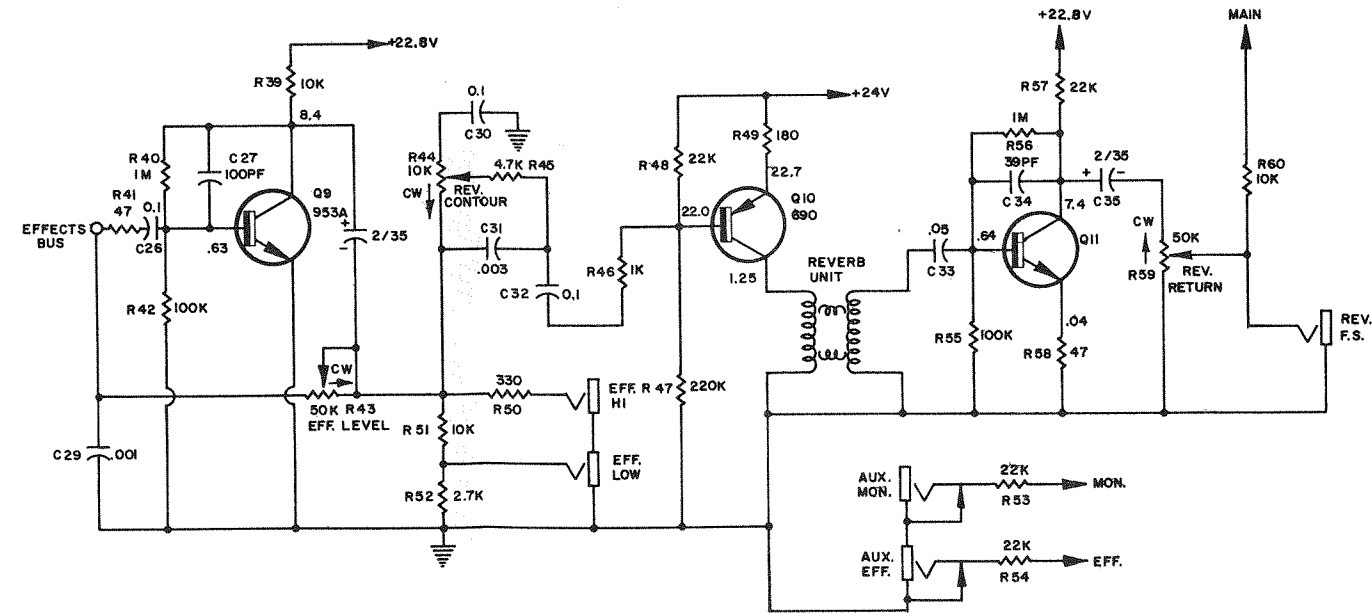 +22.8V
MAIN
+22.8V
R39
10K
0.1
C30
+24V
R57
22K
8.4
1M
R56
R49
180
R40
1M
C27
100PF
R44
10K
4.7K R45
R48
22K
39PF
C34
2/35
+ -
C35
R60
10K
R41
47
Q9
953A
CW
REV.
CONTOUR
22.7
Q10
690
7.4
0.1
C26
EFFECTS
BUS
.63
+
2/35
-
22.0
.05
C33
.64
Q11
CW
50K
R59
REV.
RETURN
C31
.003
R46
1K
1.25
REVERB
UNIT
C32
0.1
R42
100K
.04
R55
100K
R58
47
REV.
F.S.
CW
50K R43
EFF. LEVEL
330
R50
EFF.
HI
R47
220K
R51
10K
C29
.001
EFF.
LOW
R52
2.7K
AUX.
MON.
22K
R53
MON.
AUX.
EFF.
22K
R54
EFF.